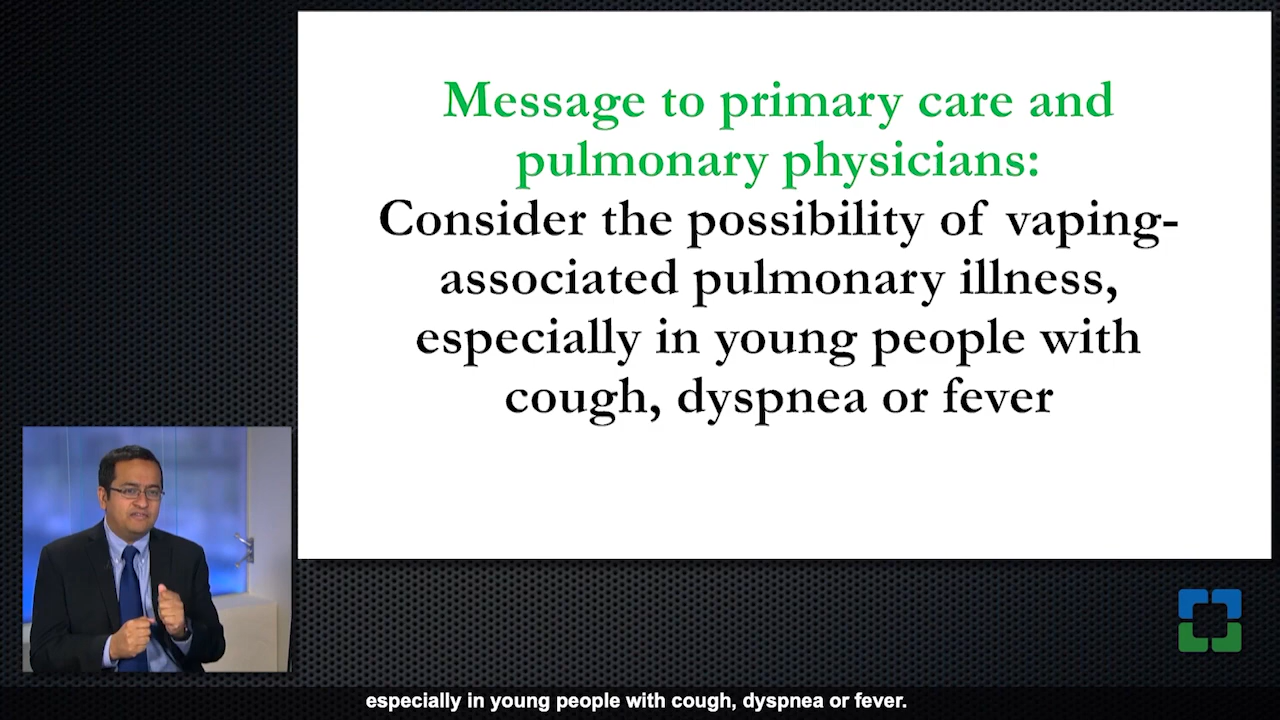 Message to primary care and
pulmonary physicians:
Consider the possibility of vaping-
associated pulmonary illness,
especially in young people with
cough, dyspnea or fever
especially in young people with cough, dyspnea or fever.